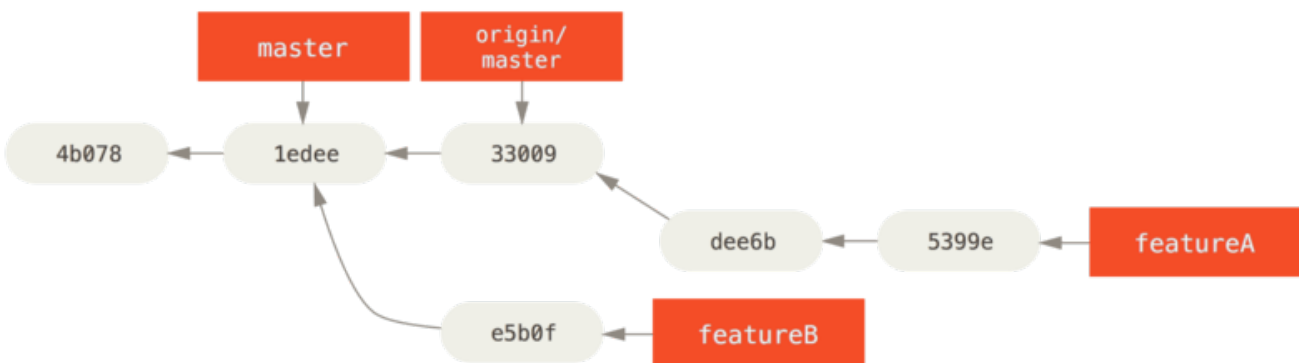 master
origin/
master
4b078
1edee
33009
dee6b
5399e
featureA
e5b0f
featureB